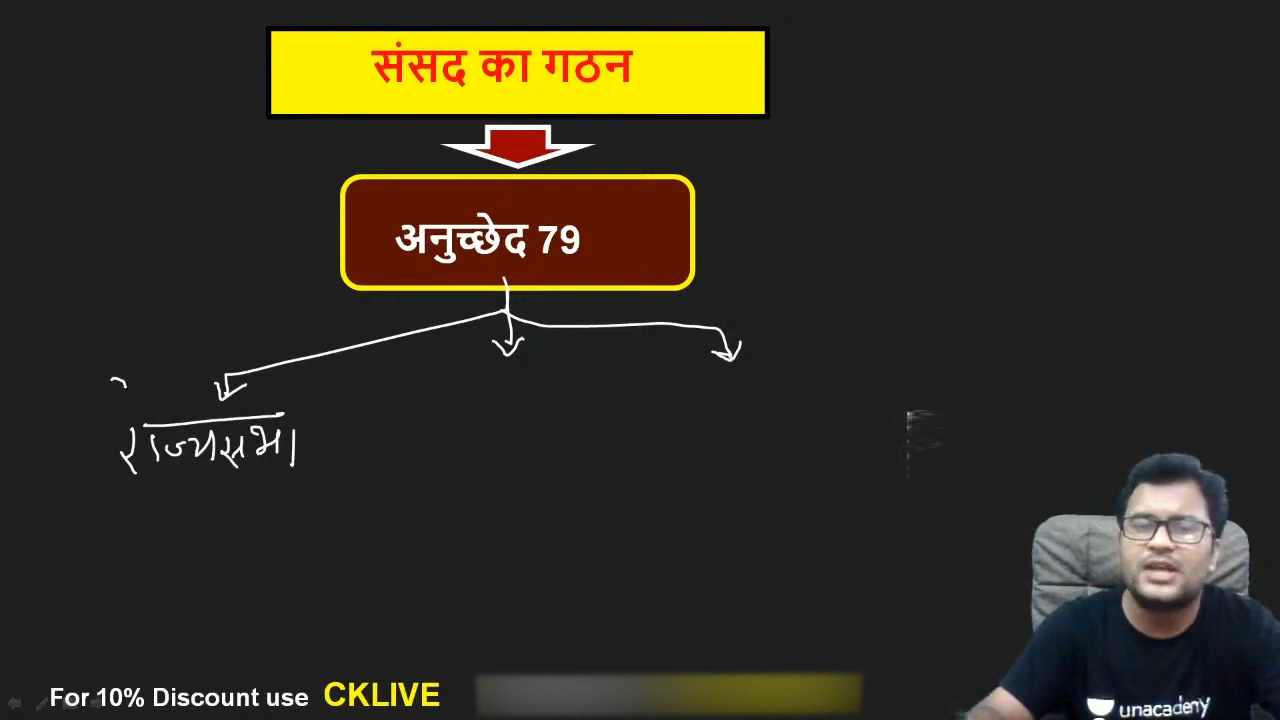 संसद का गठन
अनुच्छेद 79
राज्यसभा
For 10% Discount use CKLIVE
unacademy